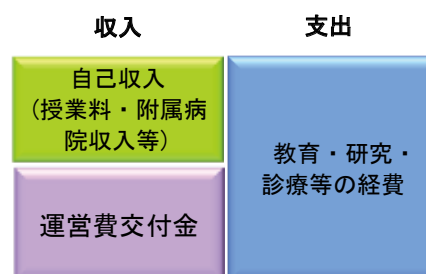 収入
支出
自己収入
(授業料・附属病
院収入等)
運営費交付金
教育・研究・
診療等の経費